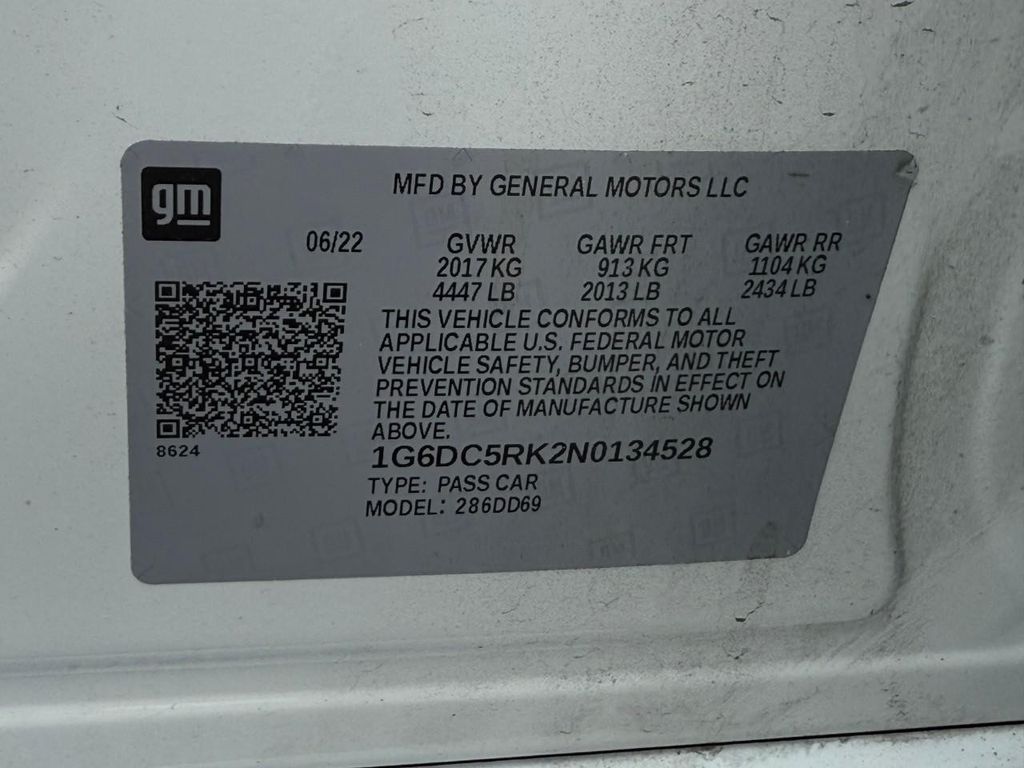 gm
MFD BY GENERAL MOTORS LLC
06/22 GVWR GAWR FRT GAWR RR
2017 KG 913 KG 1104 KG
4447 LB 2013 LB 2434 LB
THIS VEHICLE CONFORMS TO ALL
APPLICABLE U.S. FEDERAL MOTOR
VEHICLE SAFETY, BUMPER, AND THEFT
PREVENTION STANDARDS IN EFFECT ON
THE DATE OF MANUFACTURE SHOWN
ABOVE.
8624
1G6DC5RK2N0134528
TYPE: PASS CAR
MODEL: 286DD69